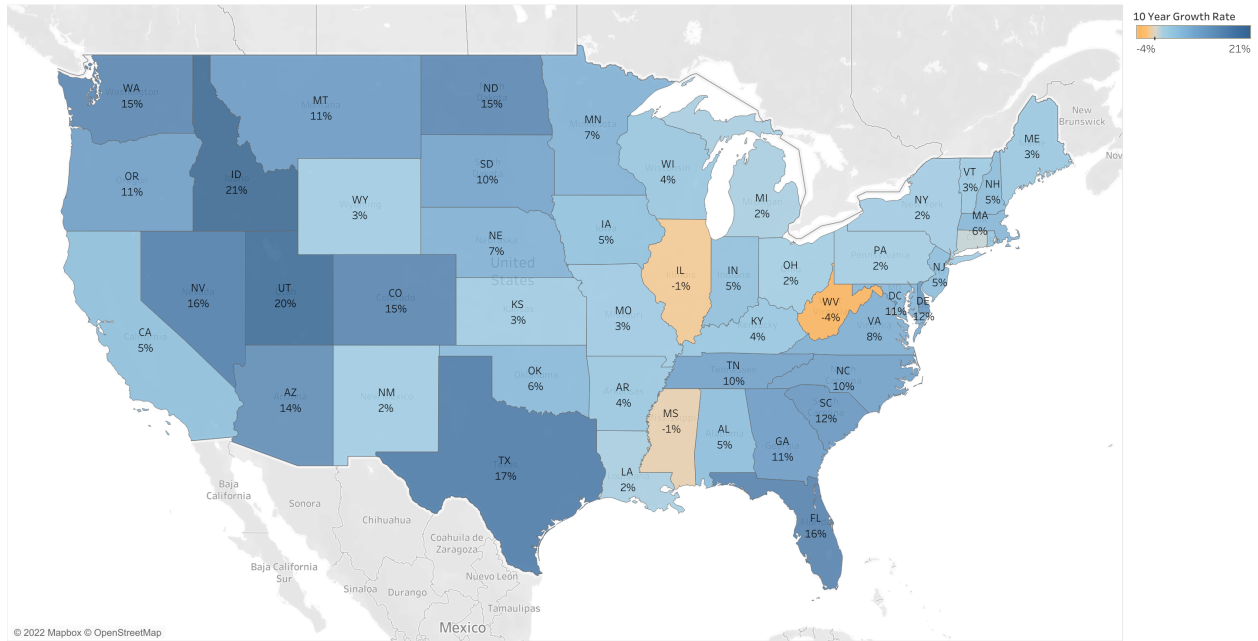 10 Year Growth Rate
-4%
21%
New
Brunswick
Nov
WA
15%
MT
11%
ND
15%
MN
7%
ME
3%
OR
11%
ID
21%
WY
3%
SD
10%
WI
4%
MI
2%
NY
2%
VT
3%
NH
5%
MA
6%
NE
7%
IA
5%
United
States
IL
-1%
IN
5%
OH
2%
PA
2%
NJ
5%
NV
16%
UT
20%
CO
15%
KS
3%
MO
3%
KY
4%
WV
-4%
VA
8%
DC
11%
DE
12%
CA
5%
AZ
14%
NM
2%
OK
6%
AR
4%
TN
10%
NC
10%
SC
12%
MS
-1%
AL
5%
GA
11%
TX
17%
LA
2%
FL
16%
Baja
California
Sonora
Chihuahua
Coahuila de
Zaragoza
Baja California
Sur
Sinaloa
Durango
Nuevo León
Tamaulipas
Mexico
© 2022 Mapbox © OpenStreetMap